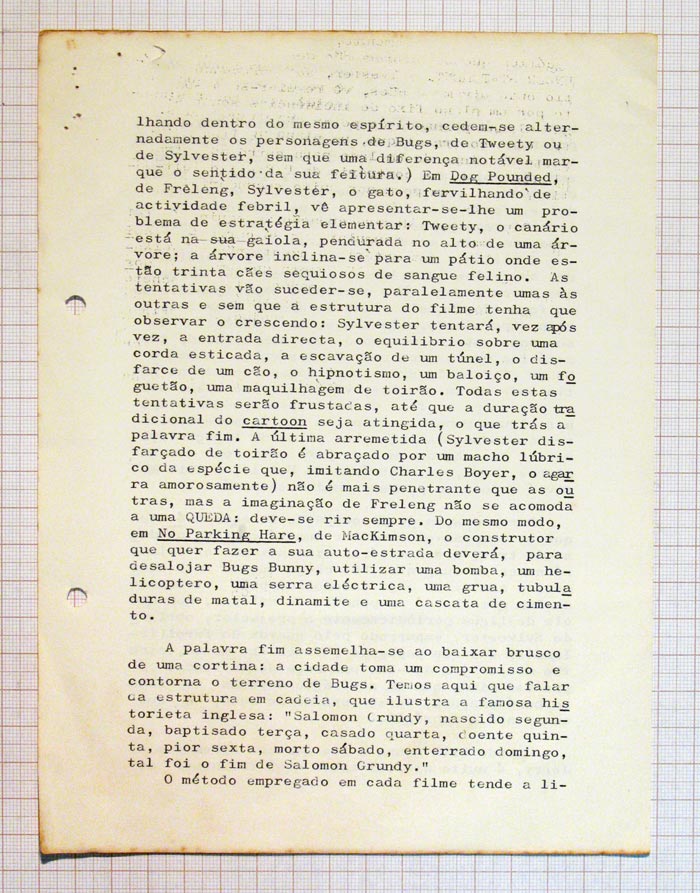 lhando dentro do mesmo espírito, cedem-se alter-
nadamente os personagens de Bugs, de Tweety ou
de Sylvester, sem que uma diferença notável mar-
que o sentido da sua feitura.) Em Dog Pounded,
de Freleng, Sylvester, o gato, fervilhando de
actividade febril, vê apresentar-se-lhe um pro-
blema de estratégia elementar: Tweety, o canário
está na sua gaiola, pendurada no alto de uma ár-
vore; a árvore inclina-se para um pátio onde es-
tão trinta cães sequiosos de sangue felino. As
tentativas vão suceder-se, paralelamente umas às
outras e sem que a estrutura do filme tenha que
observar o crescendo: Sylvester tentará, vez após
vez, a entrada directa, o equilibrio sobre uma
corda esticada, a escavação de um túnel, o dis-
farce de um cão, o hipnotismo, um baloiço, um fo
guetão, uma maquilhagem de toirão. Todas estas
tentativas serão frustadas, até que a duração tra
dicional do cartoon seja atingida, o que trás a
palavra fim. A última arremetida (Sylvester dis-
farçado de toirão é abraçado por um macho lúbri-
co da espécie que, imitando Charles Boyer, o agar
ra amorosamente) não é mais penetrante que as ou
tras, mas a imaginação de Freleng não se acomoda
a uma QUEDA: deve-se rir sempre. Do mesmo modo,
em No Parking Hare, de MacKimson, o construtor
que quer fazer a sua auto-estrada deverá, para
desalojar Bugs Bunny, utilizar uma bomba, um he-
licoptero, uma serra eléctrica, uma grua, tubula
duras de matal, dinamite e uma cascata de cimen-
to.
A palavra fim assemelha-se ao baixar brusco
de uma cortina: a cidade toma um compromisso e
contorna o terreno de Bugs. Temos aqui que falar
da estrutura em cadeia, que ilustra a famosa his
torieta inglesa: "Salomon Grundy, nascido segun-
da, baptisado terça, casado quarta, doente quin-
ta, pior sexta, morto sábado, enterrado domingo,
tal foi o fim de Salomon Grundy."
O método empregado em cada filme tende a li-